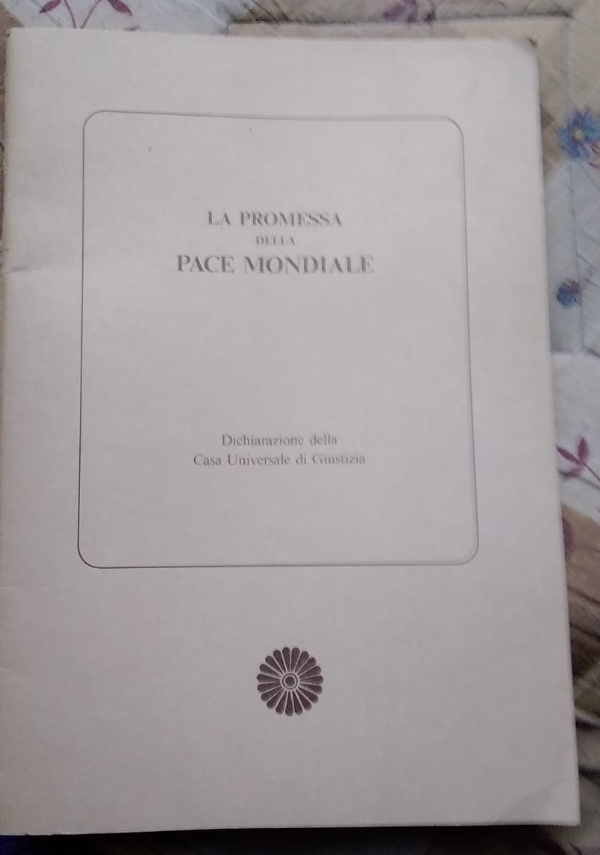 LA PROMESSA
DELLA
PACE MONDIALE
Dichiarazione della
Casa Universale di Giustizia